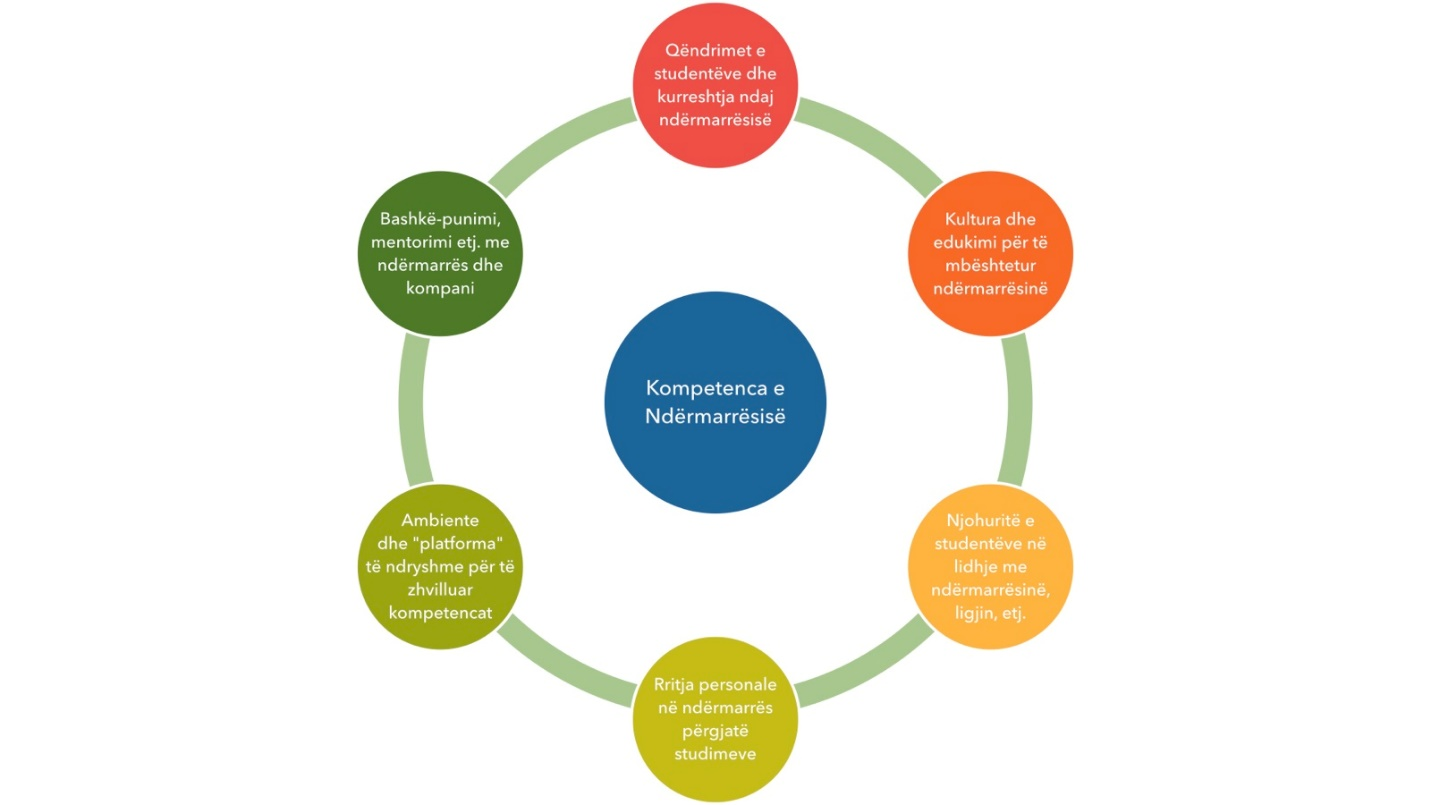 Qëndrimet e
studentëve dhe
kurreshtja ndaj
ndërmarrësisë
Kultura dhe
edukimi për të
mbështetur
ndërmarrësinë
Njohuritë e
studentëve në
lidhje me
ndërmarrësinë,
ligjin, etj.
Rritja personale
në ndërmarrës
përgjatë
studimeve
Ambiente
dhe "platforma"
të ndryshme për të
zhvilluar
kompetencat
Bashkë-punimi,
mentorimi etj. me
ndërmarrës dhe
kompani
Kompetenca e
Ndërmarrësisë